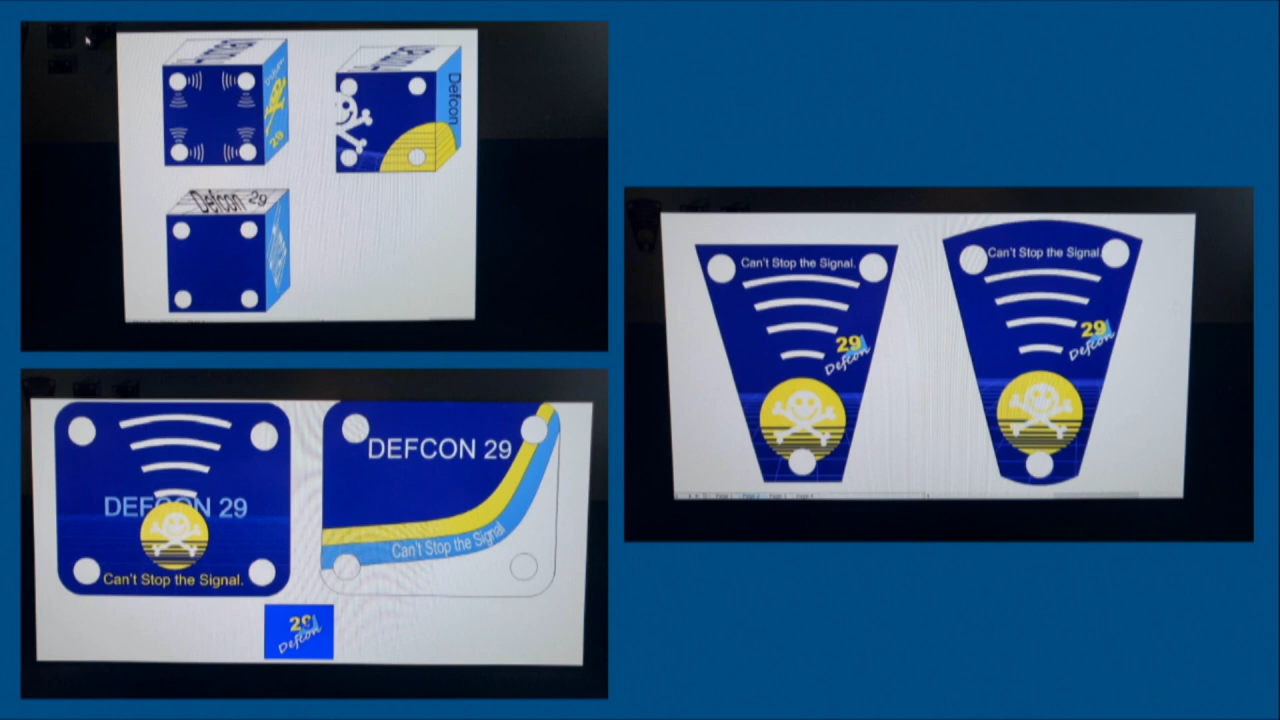 Defcon
29
Defcon
Defcon 29
DEFCON 29
Can't Stop the Signal.
29
Defcon
DEFCON 29
Can't Stop the Signal
Can't Stop the Signal.
29
Defcon
Can't Stop the Signal.
29
Defcon